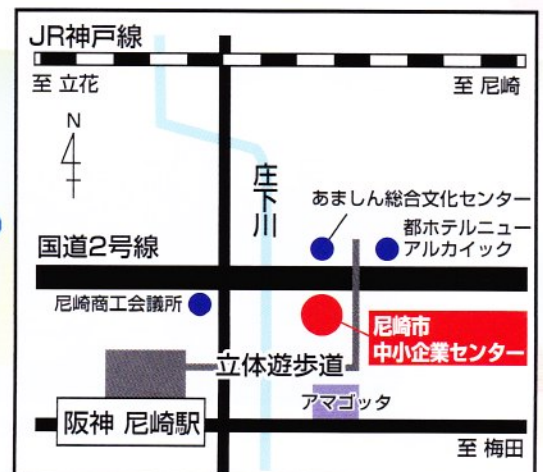 JR神戸線
至 立花
至 尼崎
N
庄下川
あましん総合文化センター
都ホテルニュー
アルカイック
国道2号線
尼崎商工会議所
尼崎市
中小企業センター
立体遊歩道
アマゴッタ
阪神 尼崎駅
至 梅田